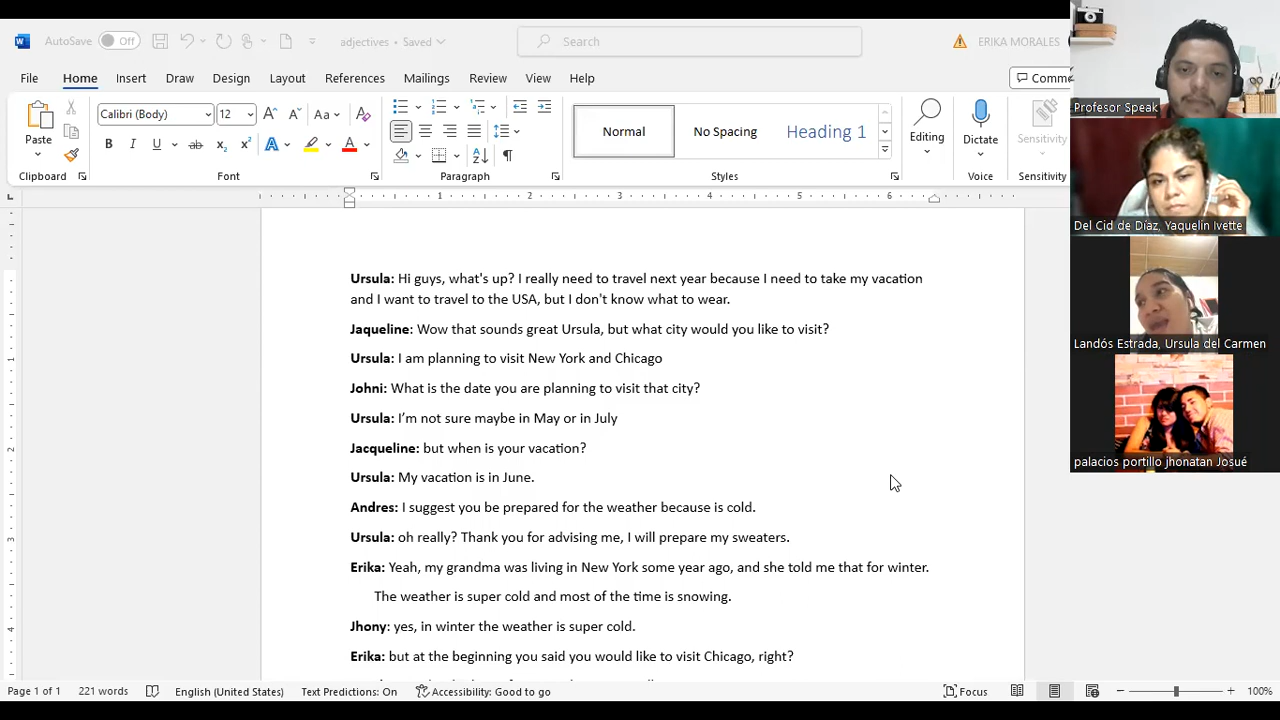 AutoSave Off adjectives - Saved Search ERIKA MORALES
File Home Insert Draw Design Layout References Mailings Review View Help Comme
Paste Calibri (Body) 12 Aa Normal No Spacing Heading 1 Editing Dictate Sensitivity
Clipboard Font Paragraph Styles Voice Sensitivity
1 2 3 4 5 6
Ursula: Hi guys, what's up? I really need to travel next year because I need to take my vacation
and I want to travel to the USA, but I don't know what to wear.
Jaqueline: Wow that sounds great Ursula, but what city would you like to visit?
Ursula: I am planning to visit New York and Chicago
Johni: What is the date you are planning to visit that city?
Ursula: I'm not sure maybe in May or in July
Jacqueline: but when is your vacation?
Ursula: My vacation is in June.
Andres: I suggest you be prepared for the weather because is cold.
Ursula: oh really? Thank you for advising me, I will prepare my sweaters.
Erika: Yeah, my grandma was living in New York some year ago, and she told me that for winter.
The weather is super cold and most of the time is snowing.
Jhony: yes, in winter the weather is super cold.
Erika: but at the beginning you said you would like to visit Chicago, right?
Page 1 of 1 221 words English (United States) Text Predictions: On Accessibility: Good to go Focus 100%
Profesor Speak
Del Cid de Díaz, Yaquelin Ivette
Landós Estrada, Ursula del Carmen
palacios portillo jhonatan Josué